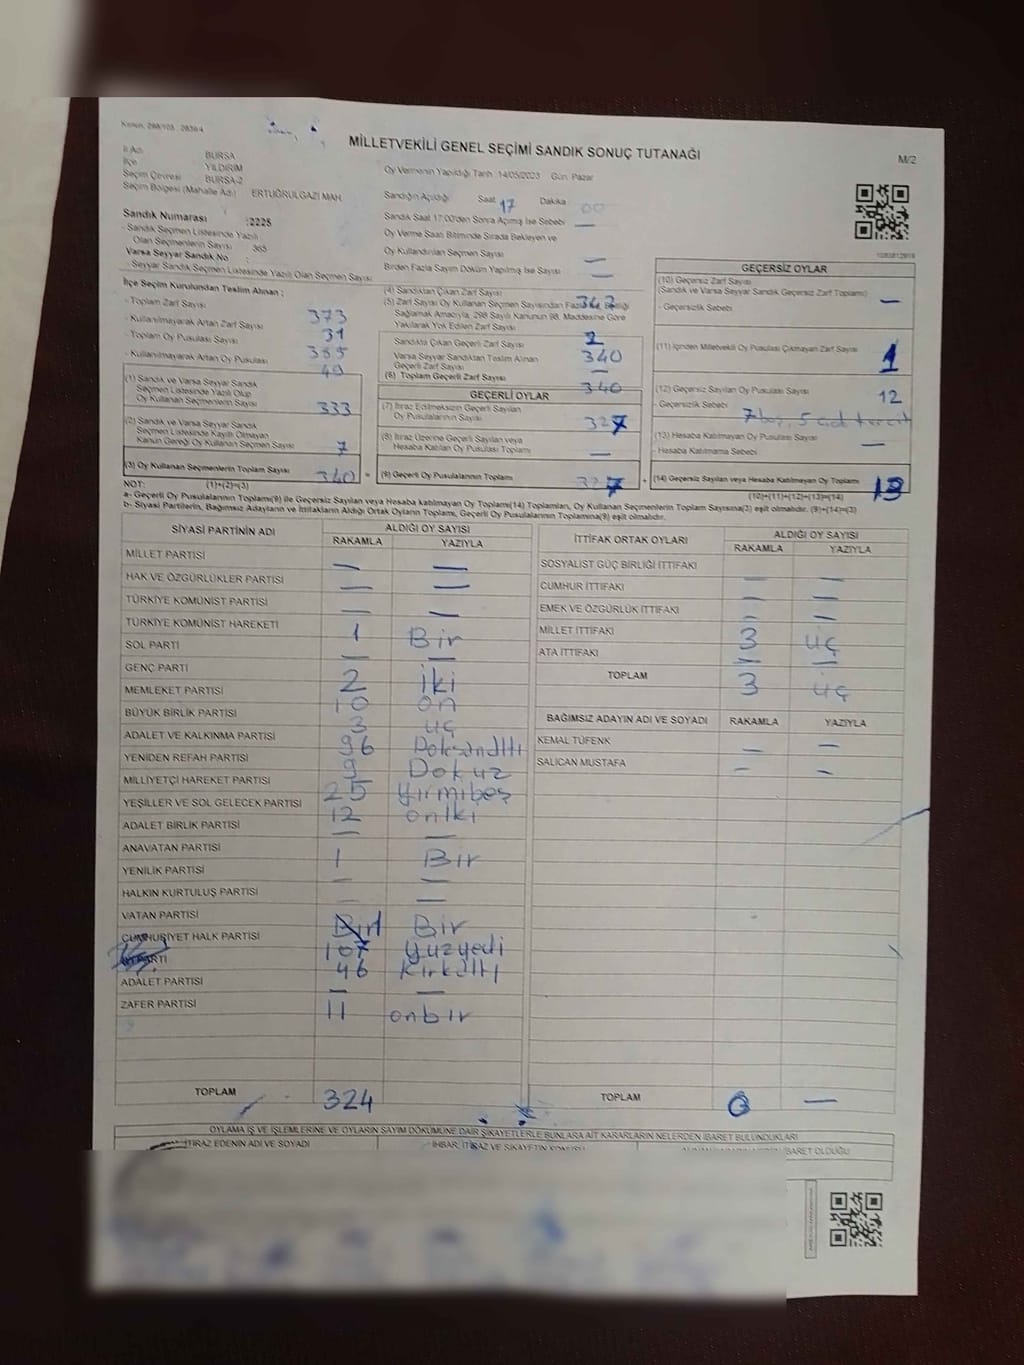 Kanun: 298/103 , 2839/4
MİLLETVEKİLİ GENEL SEÇİMİ SANDIK SONUÇ TUTANAĞI
M/2
İl Adı BURSA
İlçe YILDIRIM
Seçim Çevresi BURSA-2
Seçim Bölgesi (Mahalle Adı) ERTUĞRULGAZİ MAH.
Sandık Numarası :2225
- Sandık Seçmen Listesinde Yazılı
Olan Seçmenlerin Sayısı 365
Varsa Seyyar Sandık No :
Seyyar Sandık Seçmen Listesinde Yazılı Olan Seçmen Sayısı
Oy Vermenin Yapıldığı Tarih :14/05/2023 Gün: Pazar
Sandığın Açıldığı Saat 17 Dakika 00
Sandık Saat 17:00'den Sonra Açılmış İse Sebebi —
Oy Verme Saati Bitiminde Sırada Bekleyen ve
Oy Kullandırılan Seçmen Sayısı —
Birden Fazla Sayım Döküm Yapılmış İse Sayısı —
1083812919
İlçe Seçim Kurulundan Teslim Alınan ;
- Toplam Zarf Sayısı 373
- Kullanılmayarak Artan Zarf Sayısı 31
- Toplam Oy Pusulası Sayısı 385
- Kullanılmayarak Artan Oy Pusulası 49
(1) Sandık ve Varsa Seyyar Sandık
Seçmen Listesinde Yazılı Olup
Oy Kullanan Seçmenlerin Sayısı 333
(2) Sandık ve Varsa Seyyar Sandık
Seçmen Listesinde Kayıtlı Olmayan
Kanun Gereği Oy Kullanan Seçmen Sayısı 7
(3) Oy Kullanan Seçmenlerin Toplam Sayısı 340 =
(4) Sandıktan Çıkan Zarf Sayısı 342
(5) Zarf Sayısı Oy Kullanan Seçmen Sayısından Fazla İse Eşitliği
Sağlamak Amacıyla, 298 Sayılı Kanunun 98. Maddesine Göre
Yakılarak Yok Edilen Zarf Sayısı 2
Sandıkta Çıkan Geçerli Zarf Sayısı 340
Varsa Seyyar Sandıktan Teslim Alınan
Geçerli Zarf Sayısı
(6) Toplam Geçerli Zarf Sayısı 340
GEÇERLİ OYLAR
(7) İtiraz Edilmeksizin Geçerli Sayılan
Oy Pusulalarının Sayısı 327
(8) İtiraz Üzerine Geçerli Sayılan veya
Hesaba Katılan Oy Pusulası Toplamı —
(9) Geçerli Oy Pusulalarının Toplamı 327 +
GEÇERSİZ OYLAR
(10) Geçersiz Zarf Sayısı
(Sandık ve Varsa Seyyar Sandık Geçersiz Zarf Toplamı) —
- Geçersizlik Sebebi
(11) İçinden Milletvekili Oy Pusulası Çıkmayan Zarf Sayısı 1
(12) Geçersiz Sayılan Oy Pusulası Sayısı 12
- Geçersizlik Sebebi 7 boş, 5
(13) Hesaba Katılmayan Oy Pusulası Sayısı —
- Hesaba Katılmama Sebebi
(14) Geçersiz Sayılan veya Hesaba Katılmayan Oy Toplamı 13
NOT: (1)+(2)=(3) (10)+(11)+(12)+(13)=(14)
a- Geçerli Oy Pusulalarının Toplamı(9) ile Geçersiz Sayılan veya Hesaba katılmayan Oy Toplamı(14) Toplamları, Oy Kullanan Seçmenlerin Toplam Sayısına(3) eşit olmalıdır. (9)+(14)=(3)
b- Siyasi Partilerin, Bağımsız Adayların ve İttifakların Aldığı Ortak Oyların Toplamı, Geçerli Oy Pusulalarının Toplamına(9) eşit olmalıdır.
SİYASİ PARTİNİN ADI ALDIĞI OY SAYISI
RAKAMLA YAZIYLA
MİLLET PARTİSİ — —
HAK VE ÖZGÜRLÜKLER PARTİSİ — —
TÜRKİYE KOMÜNİST PARTİSİ — —
TÜRKİYE KOMÜNİST HAREKETİ 1 Bir
SOL PARTİ — —
GENÇ PARTİ 2 iki
MEMLEKET PARTİSİ 10 on
BÜYÜK BİRLİK PARTİSİ 3 üç
ADALET VE KALKINMA PARTİSİ 96 Doksanaltı
YENİDEN REFAH PARTİSİ 9 Dokuz
MİLLİYETÇİ HAREKET PARTİSİ 25 Yirmibeş
YEŞİLLER VE SOL GELECEK PARTİSİ 12 oniki
ADALET BİRLİK PARTİSİ — —
ANAVATAN PARTİSİ 1 Bir
YENİLİK PARTİSİ — —
HALKIN KURTULUŞ PARTİSİ — —
VATAN PARTİSİ Bir 1 Bir
CUMHURİYET HALK PARTİSİ 107 Yüzyedi
İYİ PARTİ 46 Kırkaltı
ADALET PARTİSİ — —
ZAFER PARTİSİ 11 onbir
TOPLAM 324
İTTİFAK ORTAK OYLARI ALDIĞI OY SAYISI
RAKAMLA YAZIYLA
SOSYALİST GÜÇ BİRLİĞİ İTTİFAKI — —
CUMHUR İTTİFAKI — —
EMEK VE ÖZGÜRLÜK İTTİFAKI — —
MİLLET İTTİFAKI 3 üç
ATA İTTİFAKI — —
TOPLAM 3 üç
BAĞIMSIZ ADAYIN ADI VE SOYADI RAKAMLA YAZIYLA
KEMAL TÜFENK — —
SALİCAN MUSTAFA — —
TOPLAM 0 —
OYLAMA İŞ VE İŞLEMLERİNE VE OYLARIN SAYIM DÖKÜMÜNE DAİR ŞİKAYETLERLE BUNLARA AİT KARARLARIN NELERDEN İBARET BULUNDUKLARI
İTİRAZ EDENİN ADI VE SOYADI İHBAR, İTİRAZ VE ŞİKAYETİN KONUSU İBARET OLDUĞU